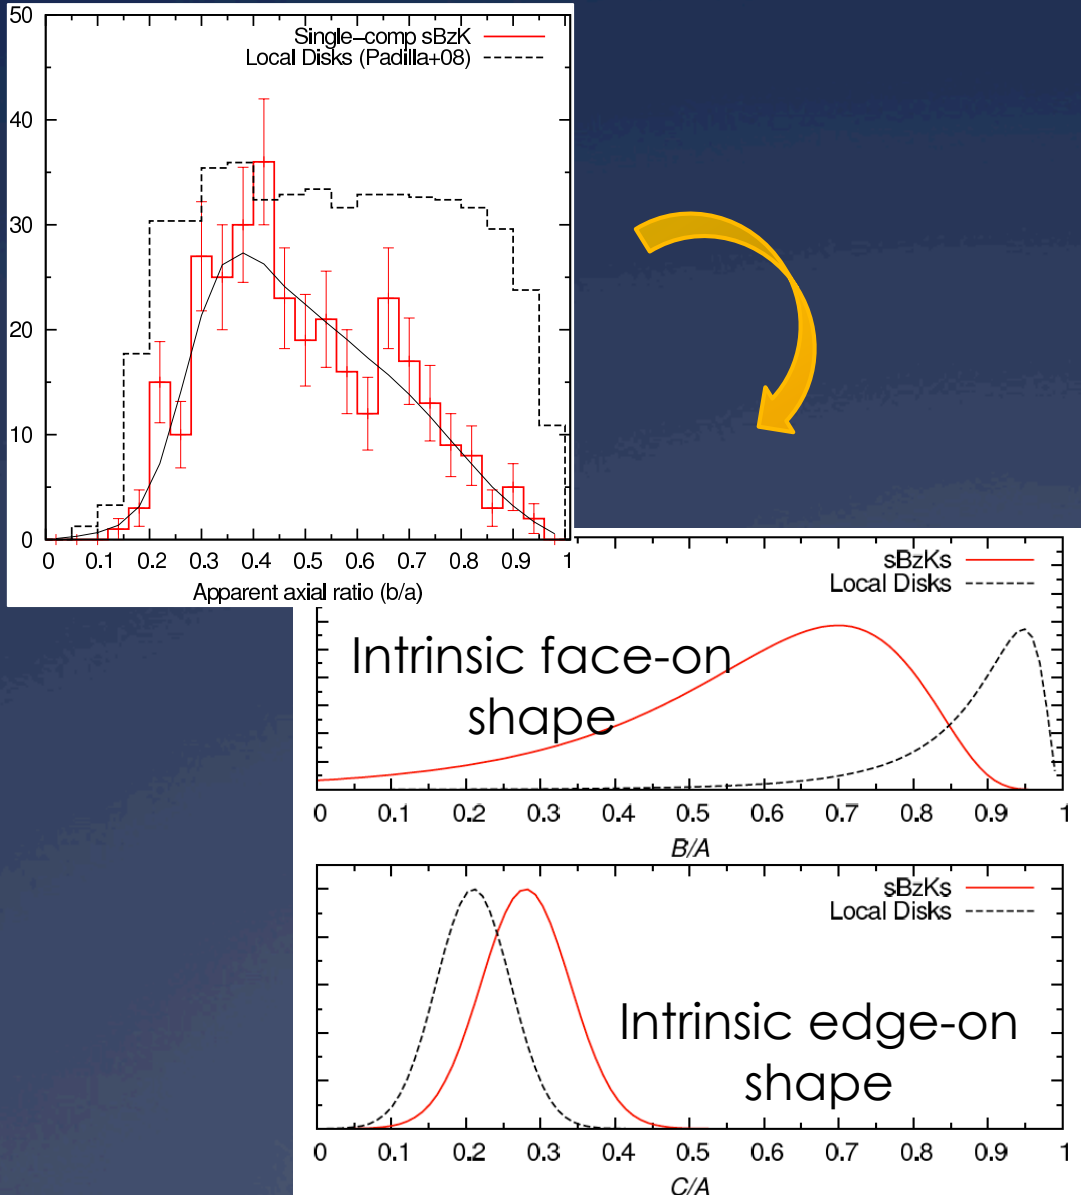 50
40
30
20
10
0
Single-comp sBzK
Local Disks (Padilla+08)
0 0.1 0.2 0.3 0.4 0.5 0.6 0.7 0.8 0.9 1
Apparent axial ratio (b/a)
sBzKs
Local Disks
Intrinsic face-on
shape
0 0.1 0.2 0.3 0.4 0.5 0.6 0.7 0.8 0.9 1
B/A
sBzKs
Local Disks
Intrinsic edge-on
shape
0 0.1 0.2 0.3 0.4 0.5 0.6 0.7 0.8 0.9 1
C/A